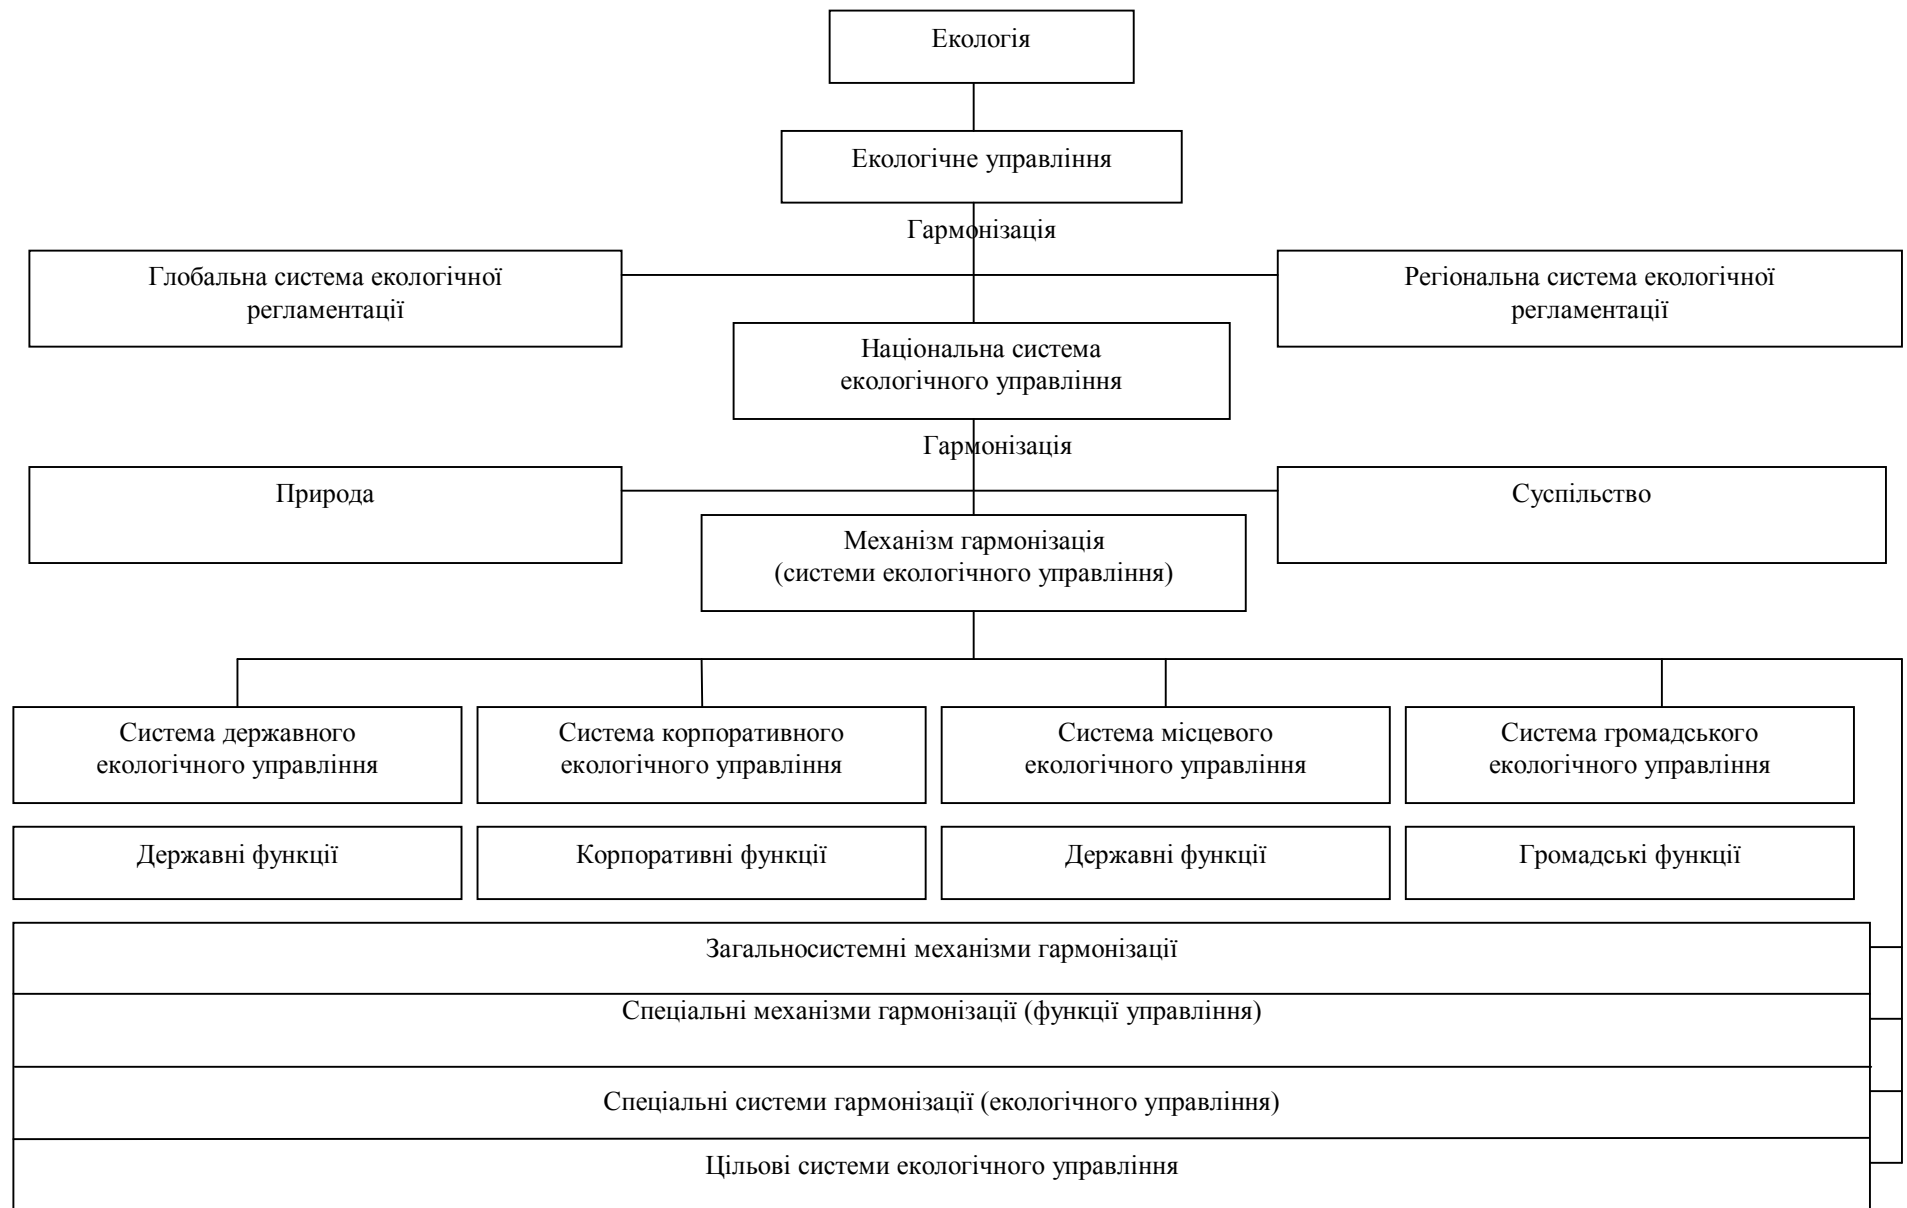 Екологія
Екологічне управління
Гармонізація
Глобальна система екологічної
регламентації
Регіональна система екологічної
регламентації
Національна система
екологічного управління
Гармонізація
Природа
Суспільство
Механізм гармонізація
(системи екологічного управління)
Система державного
екологічного управління
Система корпоративного
екологічного управління
Система місцевого
екологічного управління
Система громадського
екологічного управління
Державні функції
Корпоративні функції
Державні функції
Громадські функції
Загальносистемні механізми гармонізації
Спеціальні механізми гармонізації (функції управління)
Спеціальні системи гармонізації (екологічного управління)
Цільові системи екологічного управління